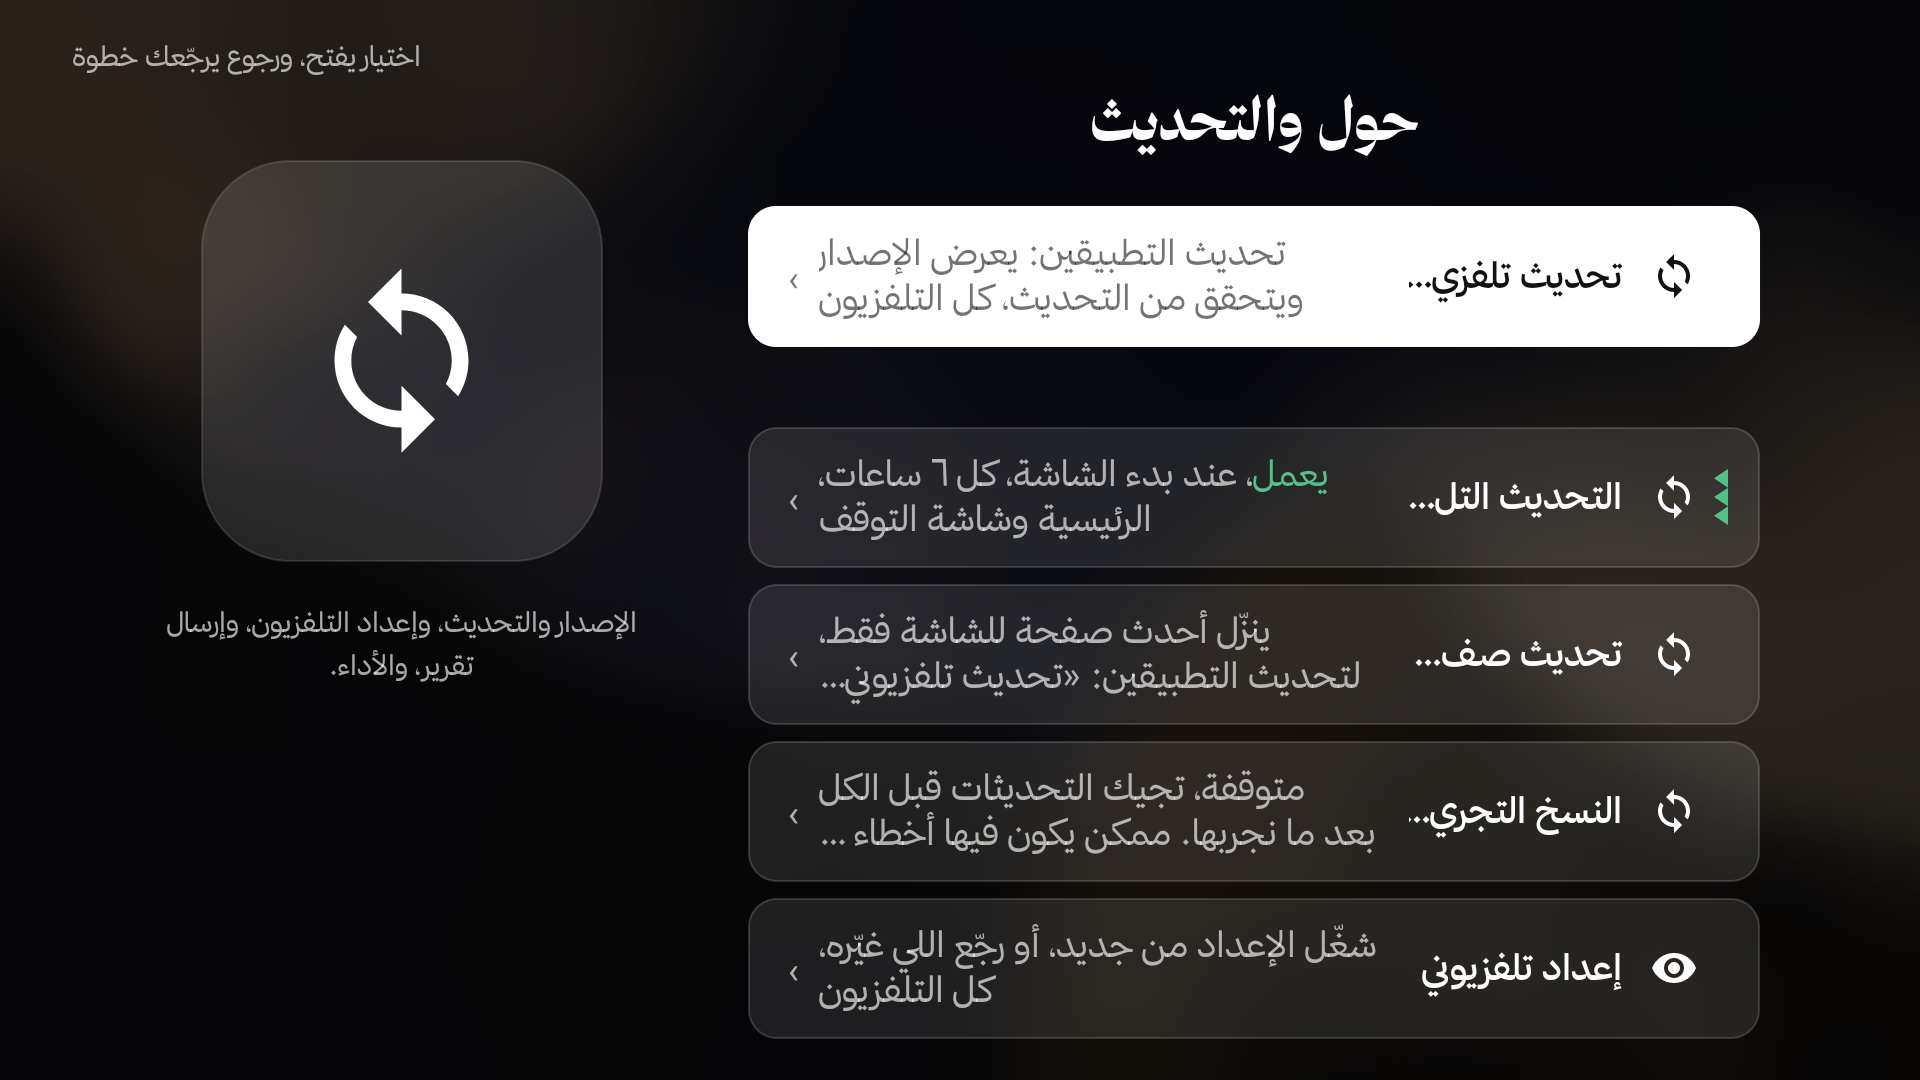 اختيار يفتح، ورجوع يرجّعك خطوة
حول والتحديث
تحديث تلفزي...
تحديث التطبيقين: يعرض الإصدار
ويتحقق من التحديث، كل التلفزيون
التحديث التل...
يعمل، عند بدء الشاشة، كل ٦ ساعات،
الرئيسية وشاشة التوقف
تحديث صف...
ينزّل أحدث صفحة للشاشة فقط،
لتحديث التطبيقين: «تحديث تلفزيوني...
النسخ التجري...
متوقفة، تجيك التحديثات قبل الكل
بعد ما نجربها. ممكن يكون فيها أخطاء ...
إعداد تلفزيوني
شغّل الإعداد من جديد، أو رجّع اللي غيّره،
كل التلفزيون
الإصدار والتحديث، وإعداد التلفزيون، وإرسال
تقرير، والأداء.